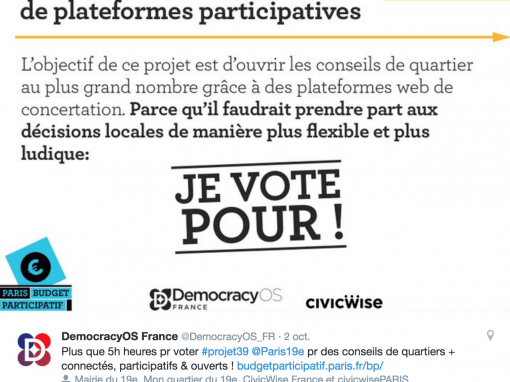 de plateformes participatives
L'objectif de ce projet est d'ouvrir les conseils de quartier
au plus grand nombre grâce à des plateformes web de
concertation. Parce qu'il faudrait prendre part aux
décisions locales de manière plus flexible et plus
ludique:
JE VOTE
POUR !
€
PARIS BUDGET
PARTICIPATIF
DemocracyOS
FRANCE
CIVICWISE
DemocracyOS France @DemocracyOS_FR · 2 oct.
Plus que 5h heures pr voter #projet39 @Paris19e pr des conseils de quartiers +
connectés, participatifs & ouverts ! budgetparticipatif.paris.fr/bp/
Mairie du 19e, Mon quartier du 19e, CivicWise France et civicwisePARIS